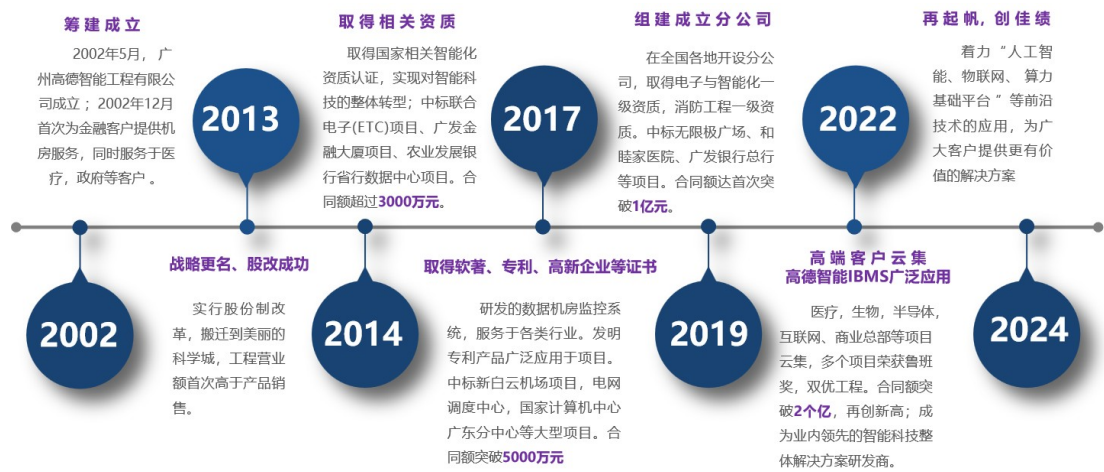 筹建成立
2002年5月，广
州高德智能工程有限公
司成立；2002年12月
首次为金融客户提供机
房服务，同时服务于医
疗，政府等客户。
2002
2013
战略更名、股改成功
实行股份制改
革，搬迁到美丽的
科学城，工程营业
额首次高于产品销
售。
取得相关资质
取得国家相关智能化
资质认证，实现对智能科
技的整体转型；中标联合
电子(ETC)项目、广发金
融大厦项目、农业发展银
行省行数据中心项目。合
同额超过3000万元。
2014
2017
取得软著、专利、高新企业等证书
研发的数据机房监控系
统，服务于各类行业。发明
专利产品广泛应用于项目。
中标新白云机场项目，电网
调度中心，国家计算机中心
广东分中心等大型项目。合
同额突破5000万元
组建成立分公司
在全国各地开设分公
司，取得电子与智能化一
级资质，消防工程一级资
质。中标无限极广场、和
睦家医院、广发银行总行
等项目。合同额达首次突
破1亿元。
2019
2022
高端客户云集
高德智能IBMS广泛应用
医疗，生物，半导体，
互联网、商业总部等项目
云集，多个项目荣获鲁班
奖，双优工程。合同额突
破2个亿，再创新高；成
为业内领先的智能科技整
体解决方案研发商。
再起帆,创佳绩
着力“人工智
能、物联网、算力
基础平台”等前沿
技术的应用，为广
大客户提供更有价
值的解决方案
2024